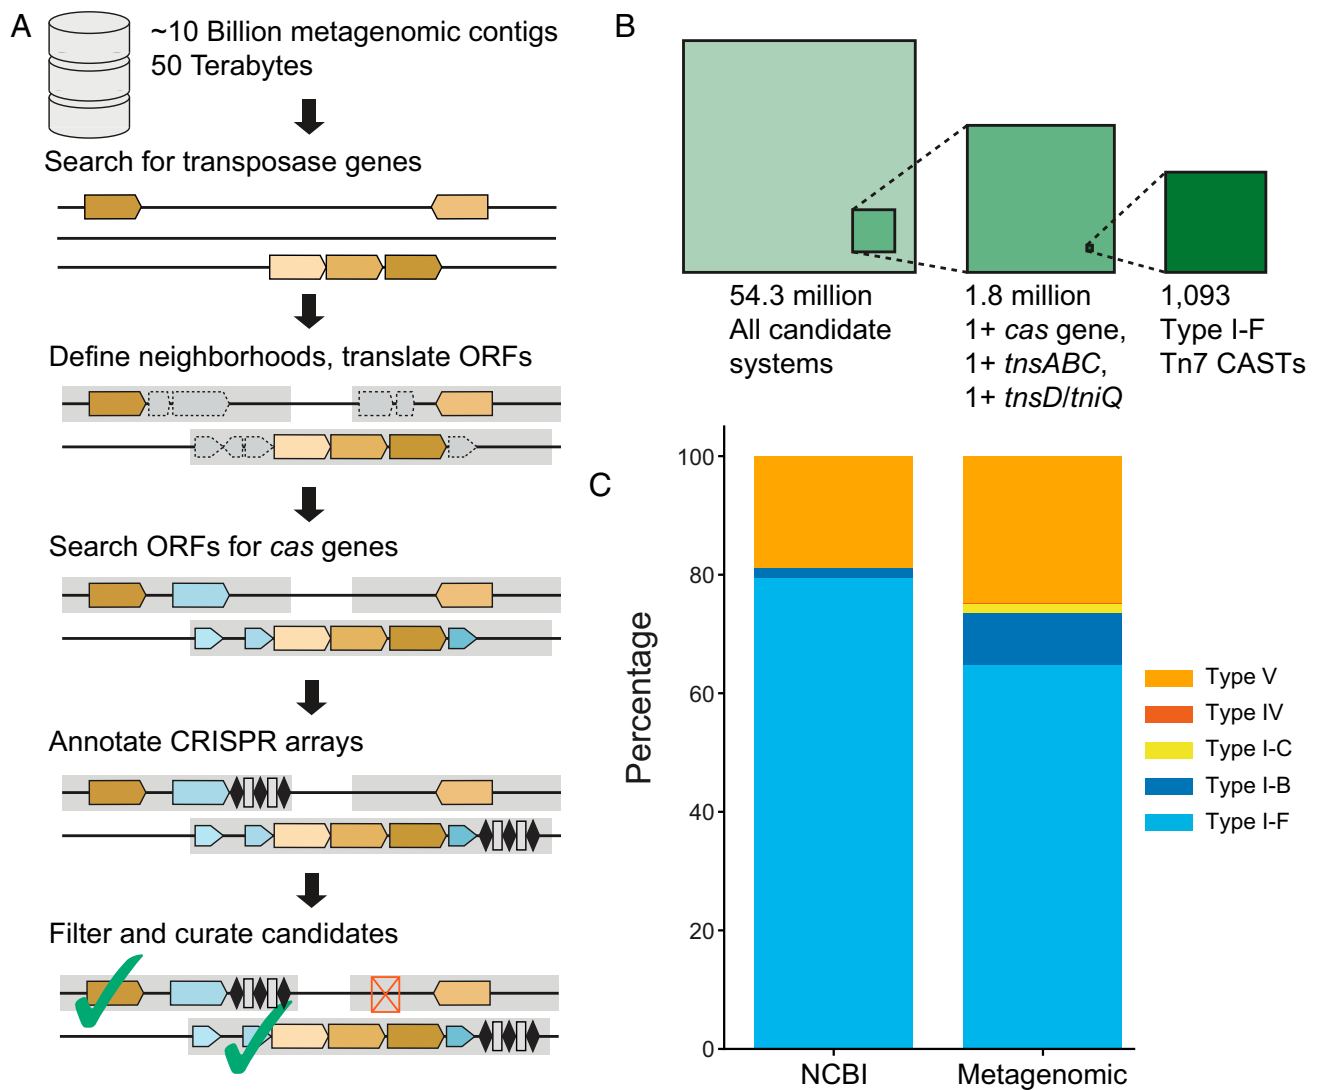 A
~10 Billion metagenomic contigs
50 Terabytes
Search for transposase genes
Define neighborhoods, translate ORFs
Search ORFs for cas genes
Annotate CRISPR arrays
Filter and curate candidates
B
54.3 million
All candidate
systems
1.8 million
1+ cas gene,
1+ tnsABC,
1+ tnsD/tniQ
1,093
Type I-F
Tn7 CASTs
C
Percentage
100
80
60
40
20
0
NCBI
Metagenomic
Type V
Type IV
Type I-C
Type I-B
Type I-F